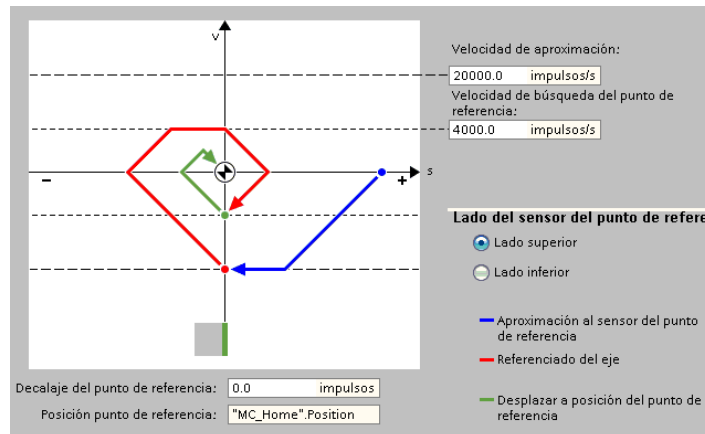 v
Velocidad de aproximación:
20000.0 impulsos/s
Velocidad de búsqueda del punto de
referencia:
4000.0 impulsos/s
s
-
+
Lado del sensor del punto de refere
Lado superior
Lado inferior
Aproximación al sensor del punto
de referencia
Referenciado del eje
Desplazar a posición del punto de
referencia
Decalaje del punto de referencia: 0.0 impulsos
Posición punto de referencia: "MC_Home".Position